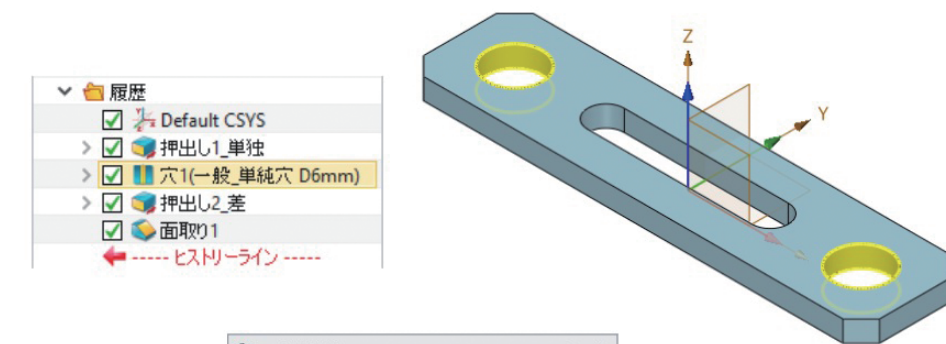 履歴
Default CSYS
押出し1_単独
穴1(一般_単純穴 D6mm)
押出し2_差
面取り1
----- ヒストリーライン -----
Z
Y